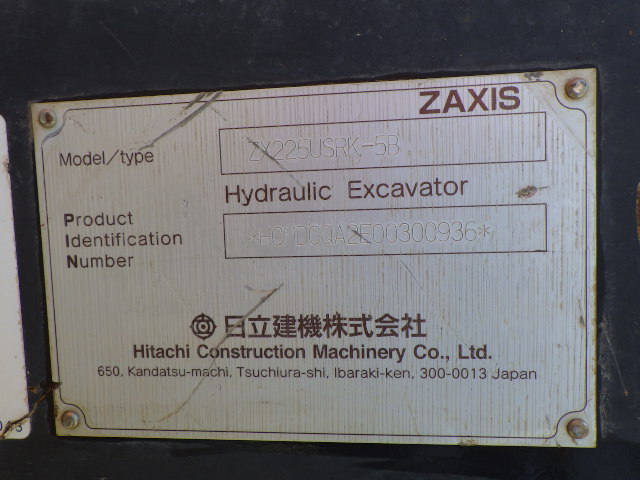 ZAXIS
Model/type ZX225USRK-5B
Hydraulic Excavator
Product
Identification
Number
*HCMDCQA2E00300936*
日立建機株式会社
Hitachi Construction Machinery Co., Ltd.
650, Kandatsu-machi, Tsuchiura-shi, Ibaraki-ken, 300-0013 Japan